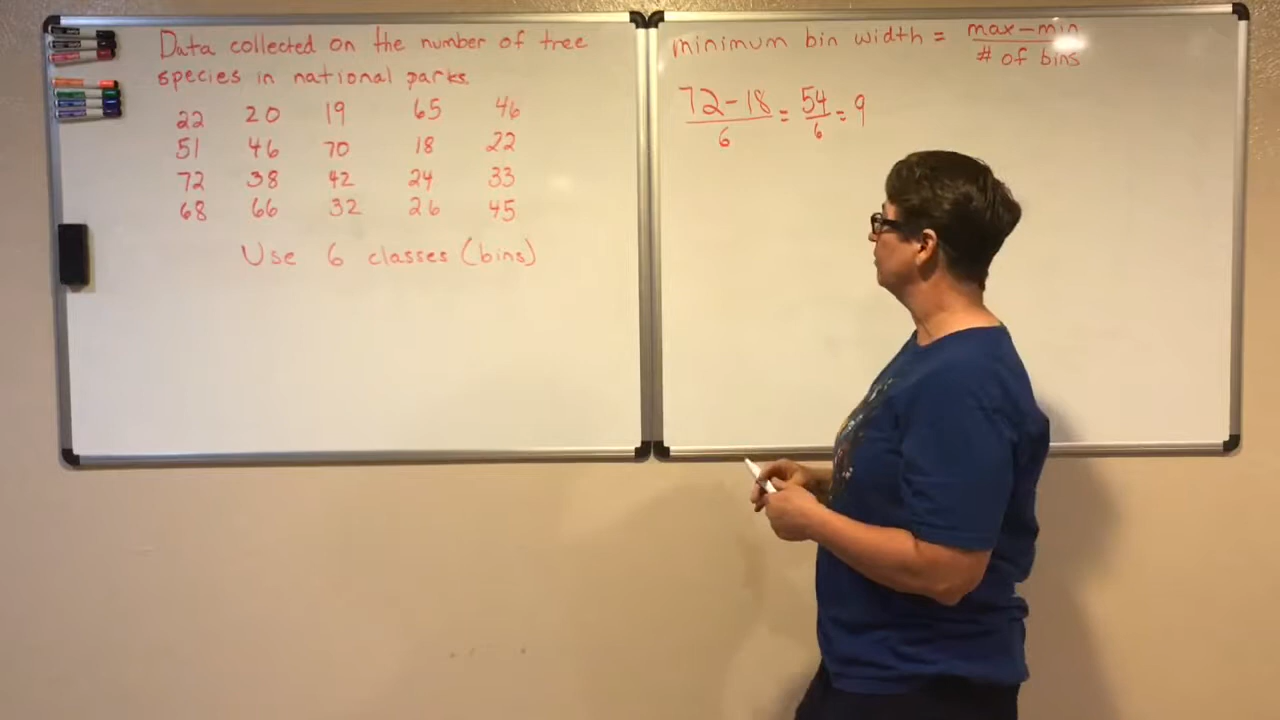 Data collected on the number of tree
species in national parks
22 20 19 65 46
51 46 70 18 22
72 38 42 24 33
68 66 32 26 45
Use 6 classes (bins)
minimum bin width = max-min / # of bins
72-18 / 6 = 54 / 6 = 9